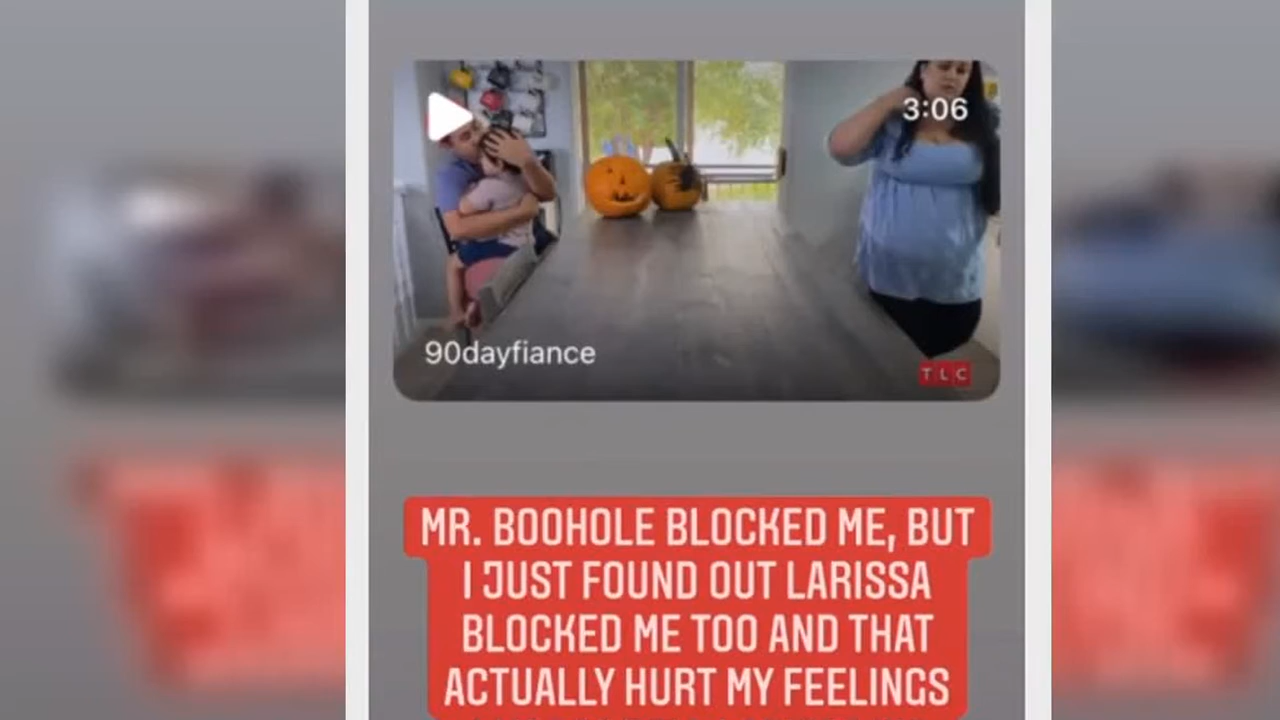 3:06
90dayfiance
TLC
MR. BOOHOLE BLOCKED ME, BUT
I JUST FOUND OUT LARISSA
BLOCKED ME TOO AND THAT
ACTUALLY HURT MY FEELINGS